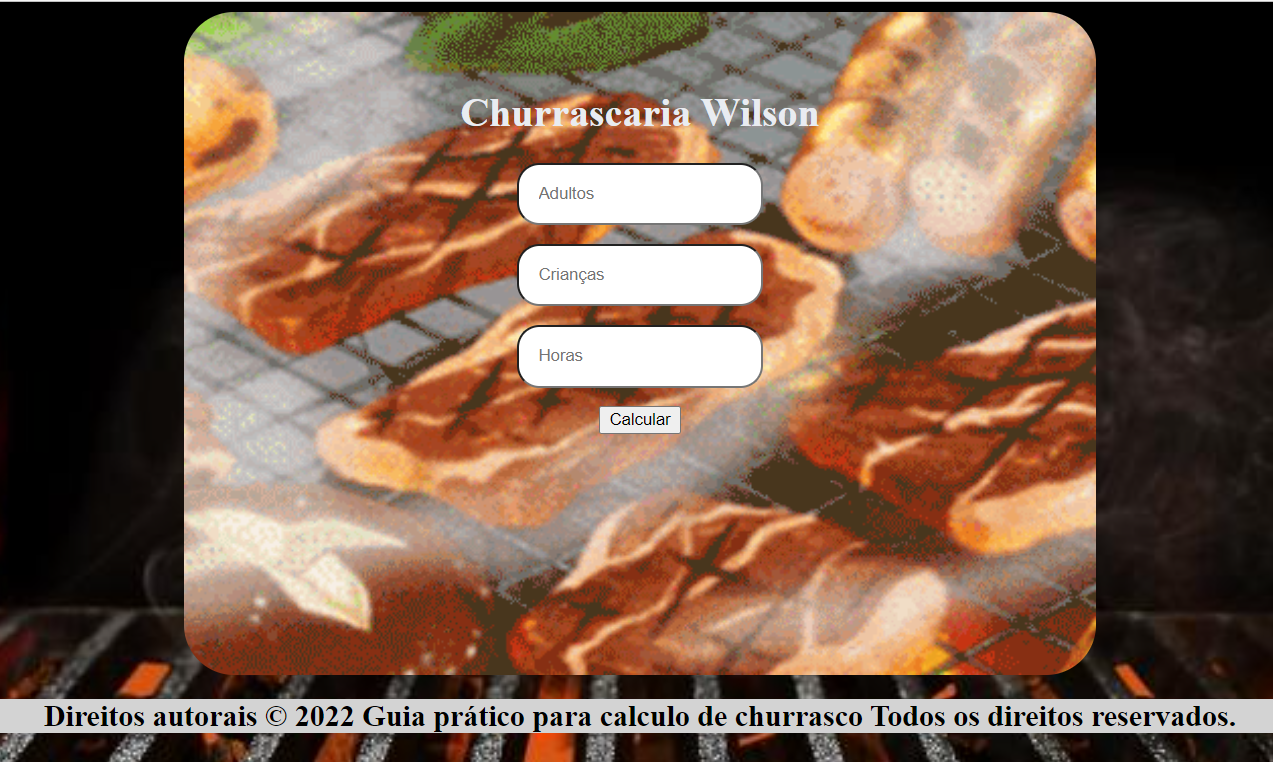 Churrascaria Wilson
Adultos
Crianças
Horas
Calcular
Direitos autorais © 2022 Guia prático para calculo de churrasco Todos os direitos reservados.